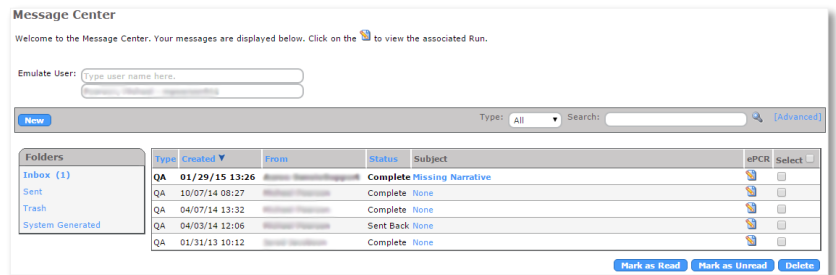 Message Center
Welcome to the Message Center. Your messages are displayed below. Click on the to view the associated Run.
Emulate User: Type user name here.
New Type: All Search: [Advanced]
Folders
Inbox (1)
Sent
Trash
System Generated
Type Created From Status Subject ePCR Select
QA 01/29/15 13:26 Complete Missing Narrative
QA 10/07/14 08:27 Complete None
QA 04/07/14 13:32 Complete None
QA 04/03/14 12:06 Sent Back None
QA 01/31/13 10:12 Complete None
Mark as Read Mark as Unread Delete